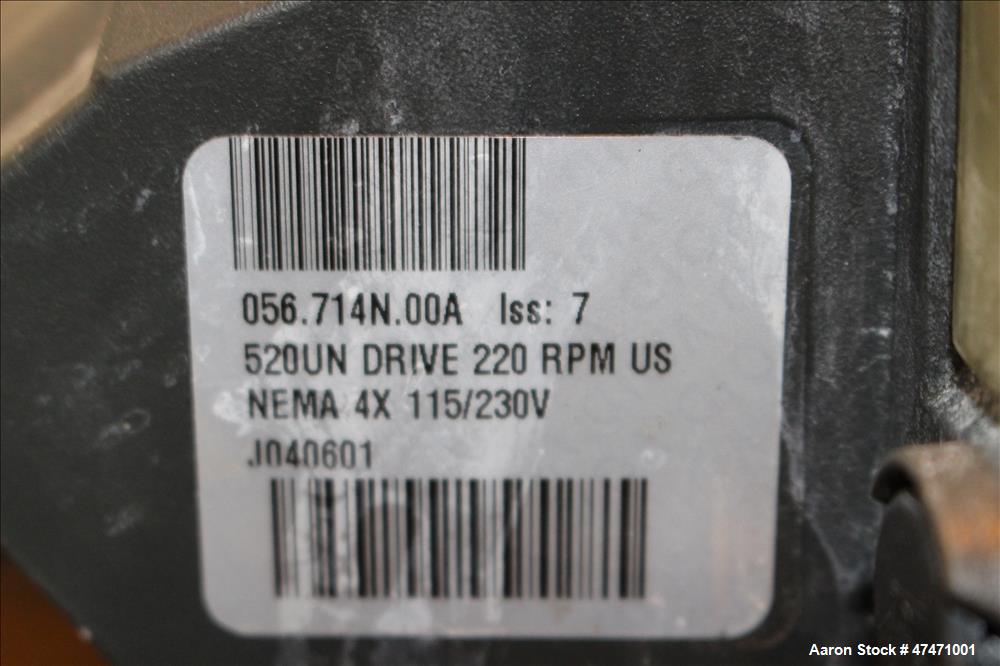 056.714N.00A Iss: 7
520UN DRIVE 220 RPM US
NEMA 4X 115/230V
J040601
Aaron Stock # 47471001